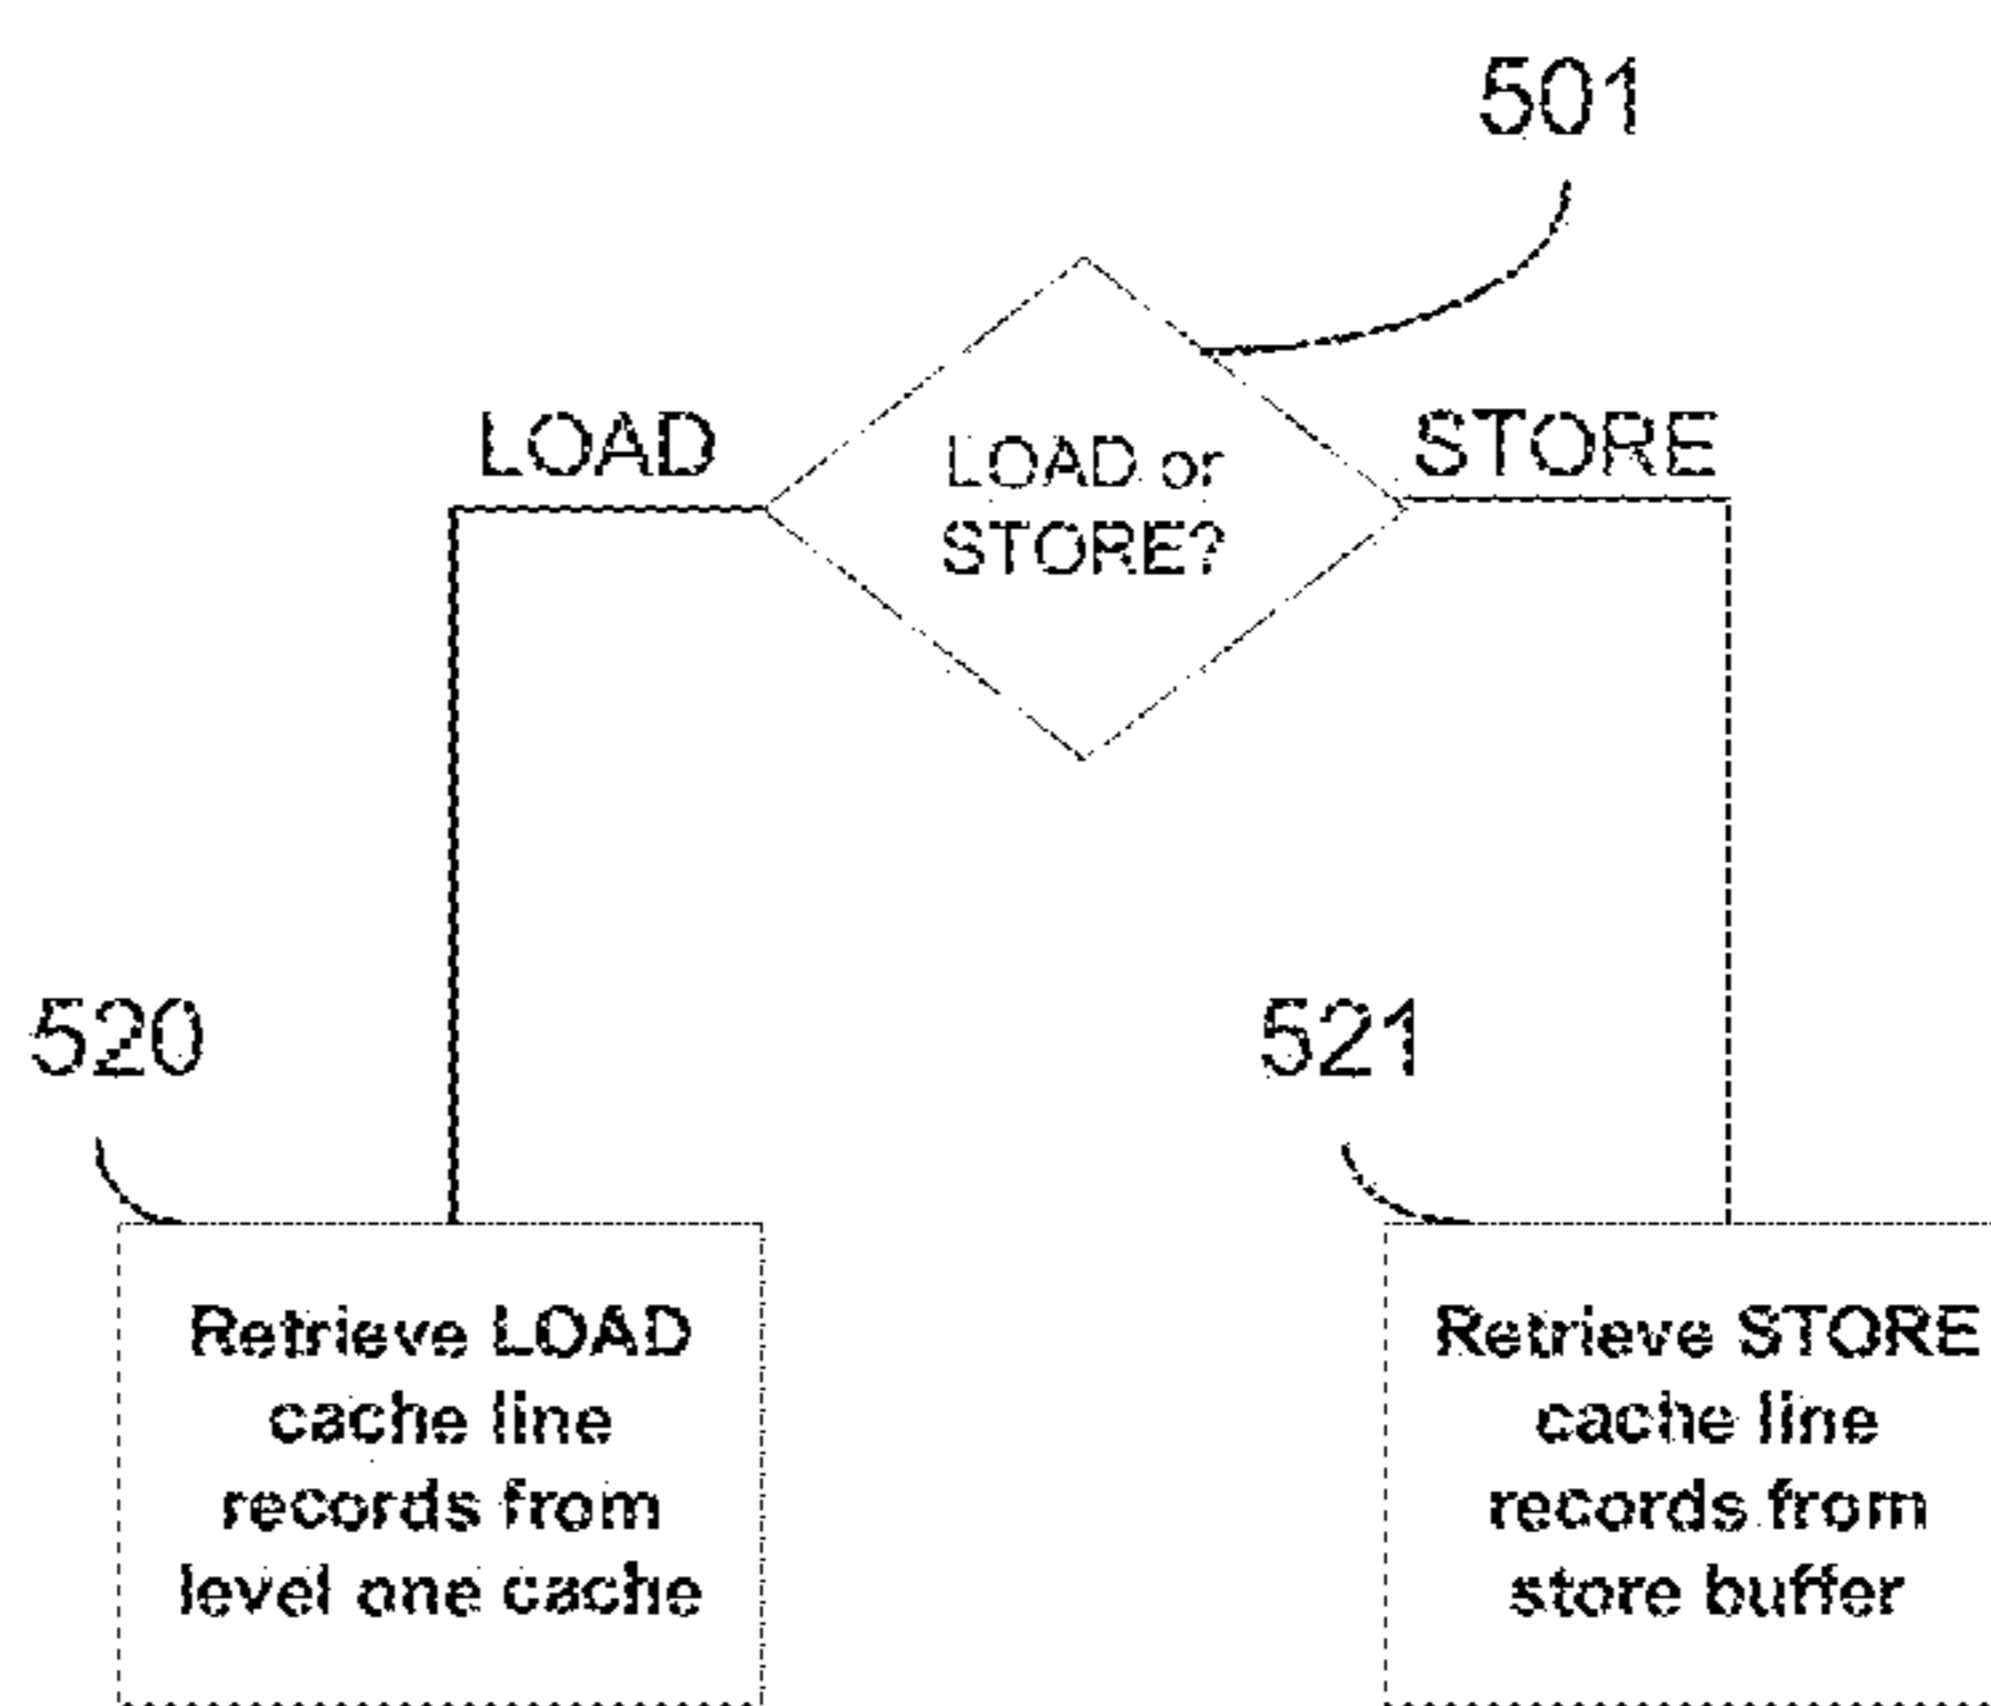 501
LOAD
STORE
LOAD or
STORE?
520
521
Retrieve LOAD
cache line
records from
level one cache
Retrieve STORE
cache line
records from
store buffer